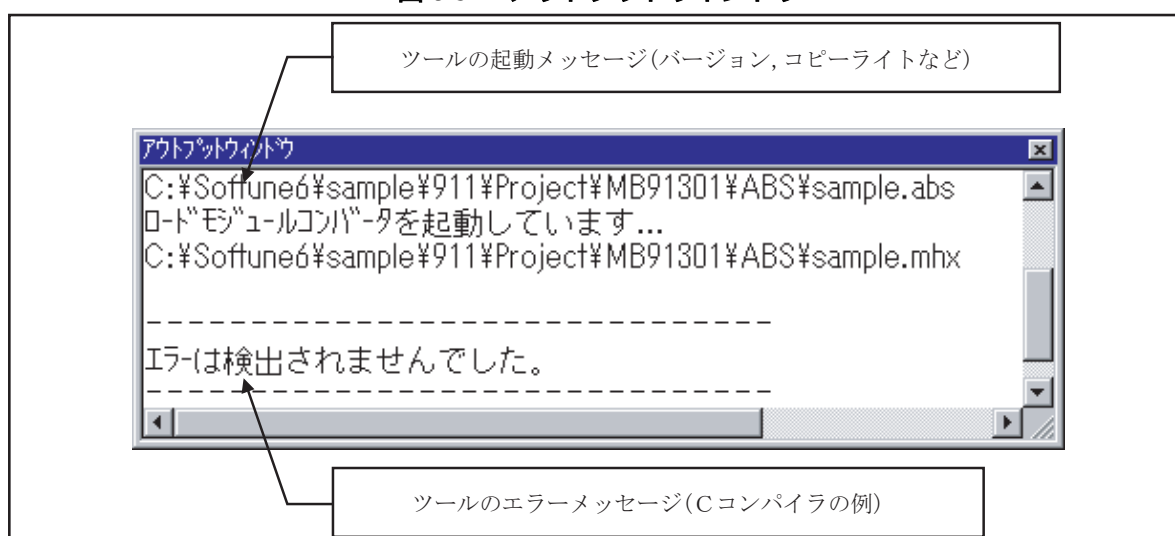 ツールの起動メッセージ(バージョン,コピーライトなど)
アウトプットウィンドウ
C:¥Softune6¥sample¥911¥Project¥MB91301¥ABS¥sample.abs
ロードモジュールコンバータを起動しています...
C:¥Softune6¥sample¥911¥Project¥MB91301¥ABS¥sample.mhx
------------------------------
エラーは検出されませんでした。
------------------------------
ツールのエラーメッセージ(Cコンパイラの例)